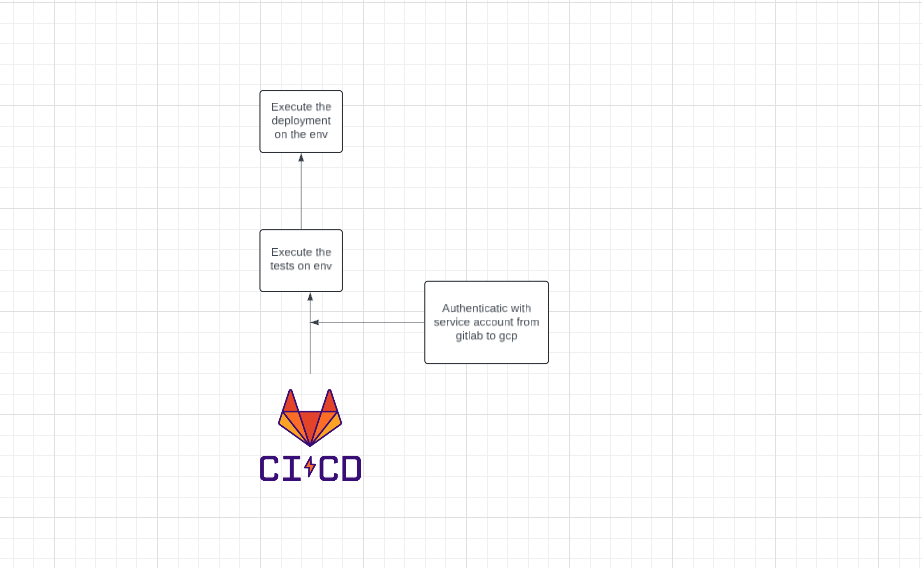 Execute the
deployment
on the env
Execute the
tests on env
Authenticatic with
service account from
gitlab to gcp
CI CD